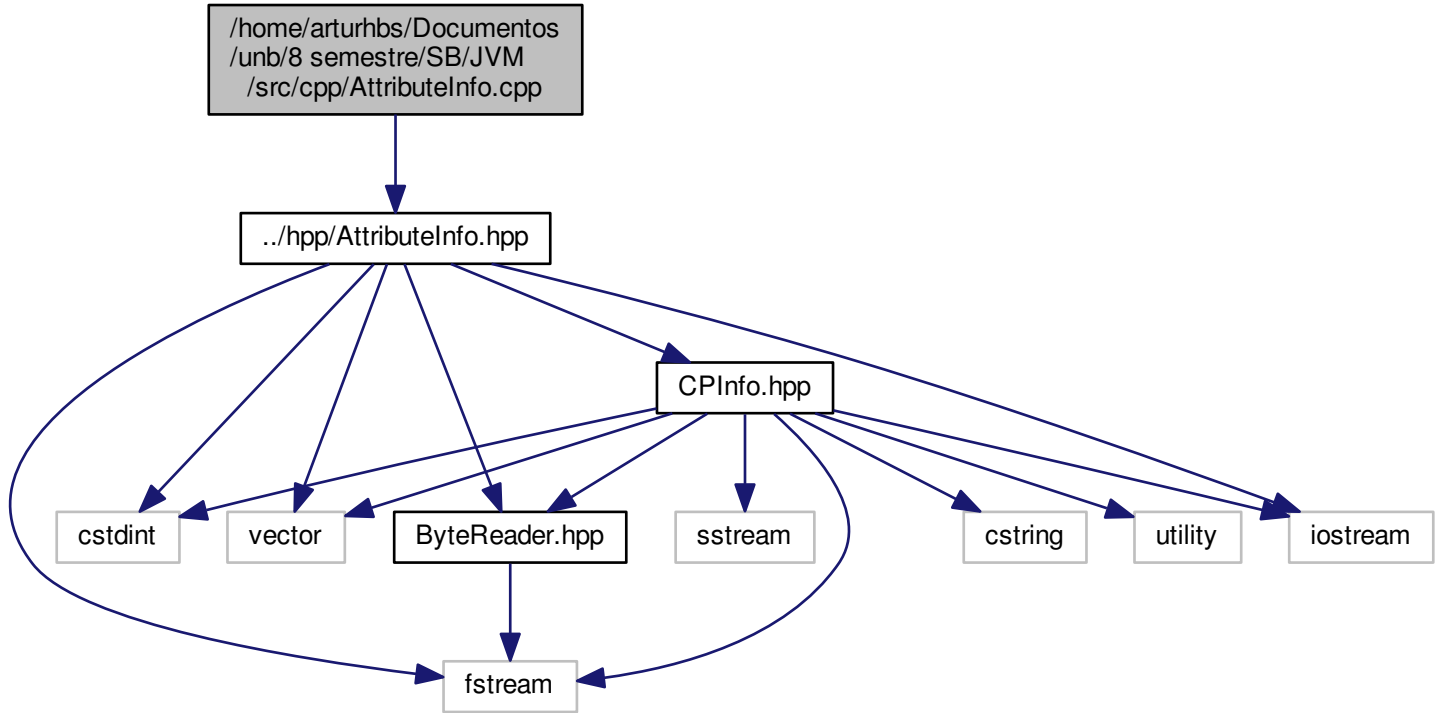 /home/arturhbs/Documentos
/unb/8 semestre/SB/JVM
/src/cpp/AttributeInfo.cpp
../hpp/AttributeInfo.hpp
CPInfo.hpp
cstdint
vector
ByteReader.hpp
sstream
cstring
utility
iostream
fstream